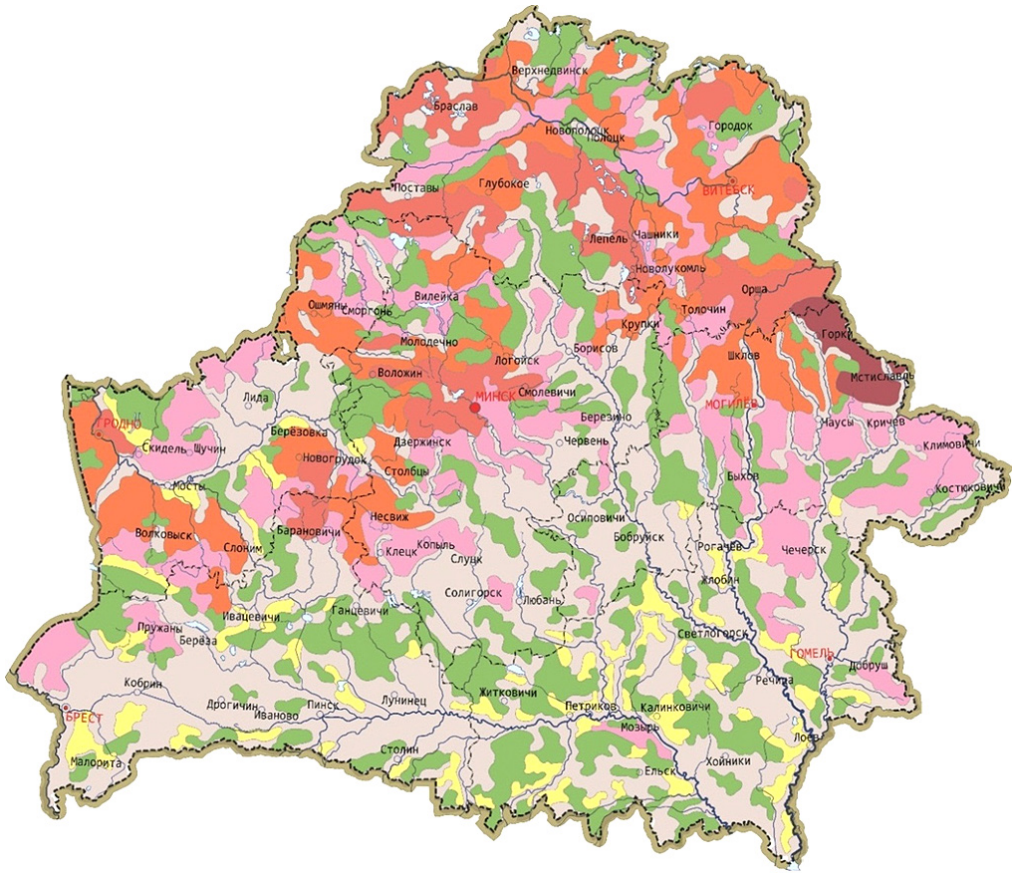 Верхнедвинск
Браслав
Новополоцк
Полоцк
Городок
Поставы
Глубокое
ВИТЕБСК
Лепель
Чашники
Новолукомль
Орша
Ошмяны
Сморгонь
Вилейка
Толочин
Крупки
Горки
Молодечно
Логойск
Борисов
Шклов
Воложин
Мстиславль
Смолевичи
МИНСК
Лида
МОГИЛЕВ
Березино
ГРОДНО
Чаусы
Кричев
Берёзовка
Дзержинск
Червень
Климовичи
Скидель
Щучин
Новогрудок
Столбцы
Мосты
Быхов
Костюковичи
Несвиж
Осиповичи
Волковыск
Барановичи
Бобруйск
Слоним
Клецк
Копыль
Рогачёв
Чечерск
Слуцк
Жлобин
Солигорск
Любань
Ганцевичи
Ивацевичи
Пружаны
Светлогорск
Берёза
ГОМЕЛЬ
Добруш
Речица
Кобрин
Житковичи
Лунинец
Дрогичин
Пинск
Петриков
Калинковичи
Иваново
БРЕСТ
Мозырь
Лоев
Столин
Малорита
Хойники
Ельск